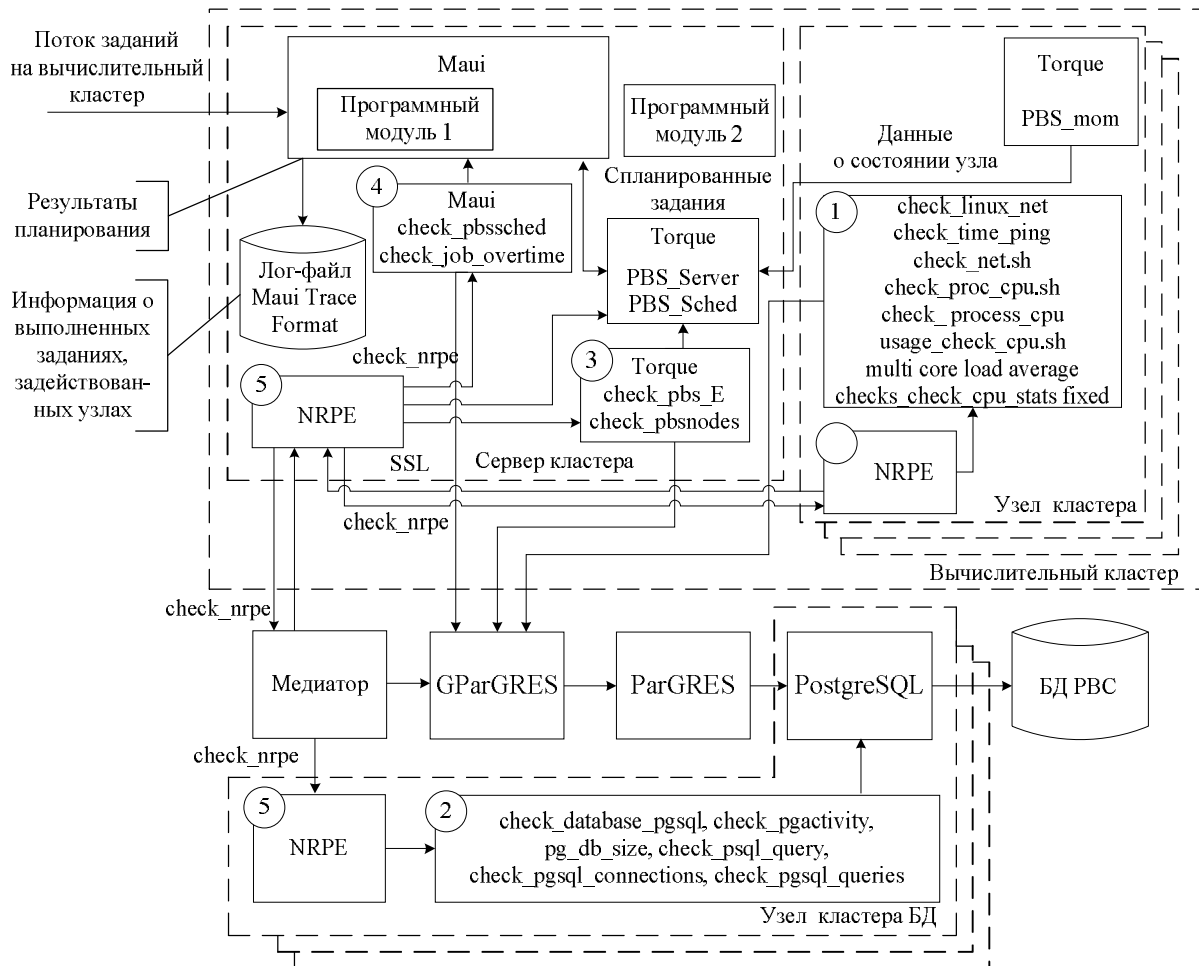 Поток заданий
на вычислительный
кластер
Maui
Программный
модуль 1
Программный
модуль 2
Torque
PBS_mom
Данные
о состоянии узла
Результаты
планирования
4
Maui
check_pbssched
check_job_overtime
Спланированные
задания
Torque
PBS_Server
PBS_Sched
1
check_linux_net
check_time_ping
check_net.sh
check_proc_cpu.sh
check_ process_cpu
usage_check_cpu.sh
multi core load average
checks_check_cpu_stats fixed
Лог-файл
Maui Trace
Format
Информация о
выполненных
заданиях,
задействован-
ных узлах
check_nrpe
5
NRPE
3
Torque
check_pbs_E
check_pbsnodes
SSL
Сервер кластера
NRPE
check_nrpe
Узел кластера
Вычислительный кластер
check_nrpe
Медиатор
GParGRES
ParGRES
PostgreSQL
БД РВС
check_nrpe
5
NRPE
2
check_database_pgsql, check_pgactivity,
pg_db_size, check_psql_query,
check_pgsql_connections, check_pgsql_queries
Узел кластера БД